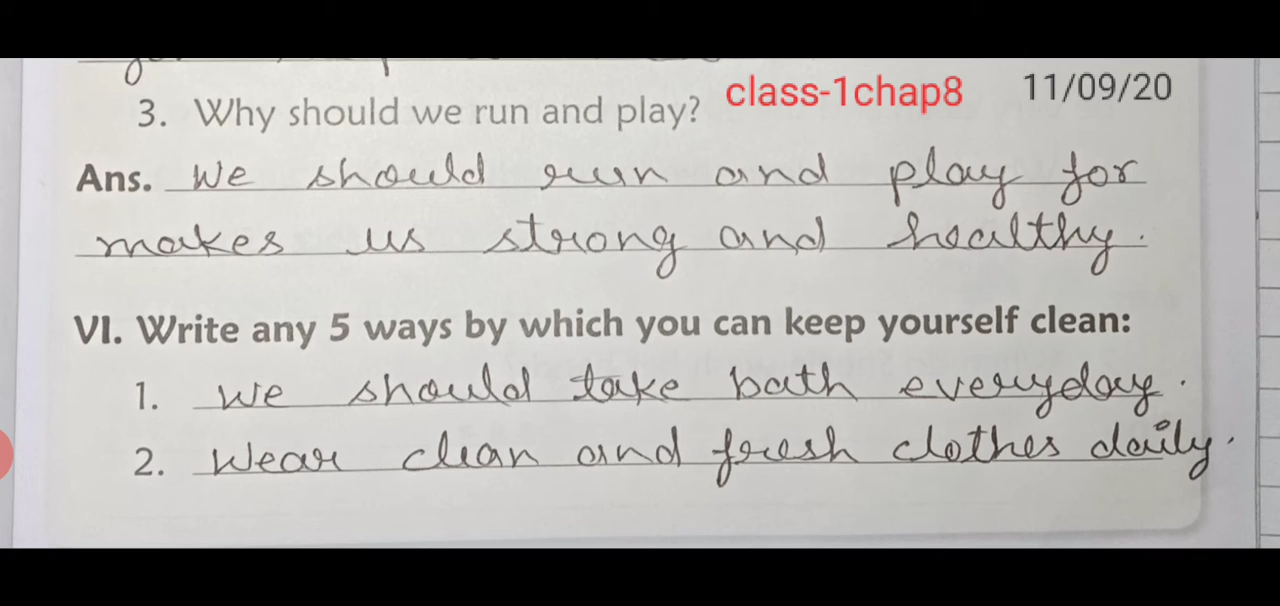 class-1chap8 11/09/20
3. Why should we run and play?
Ans. We should run and play for
makes us strong and healthy.
VI. Write any 5 ways by which you can keep yourself clean:
1. We should take bath everyday.
2. Wear clean and fresh clothes daily.